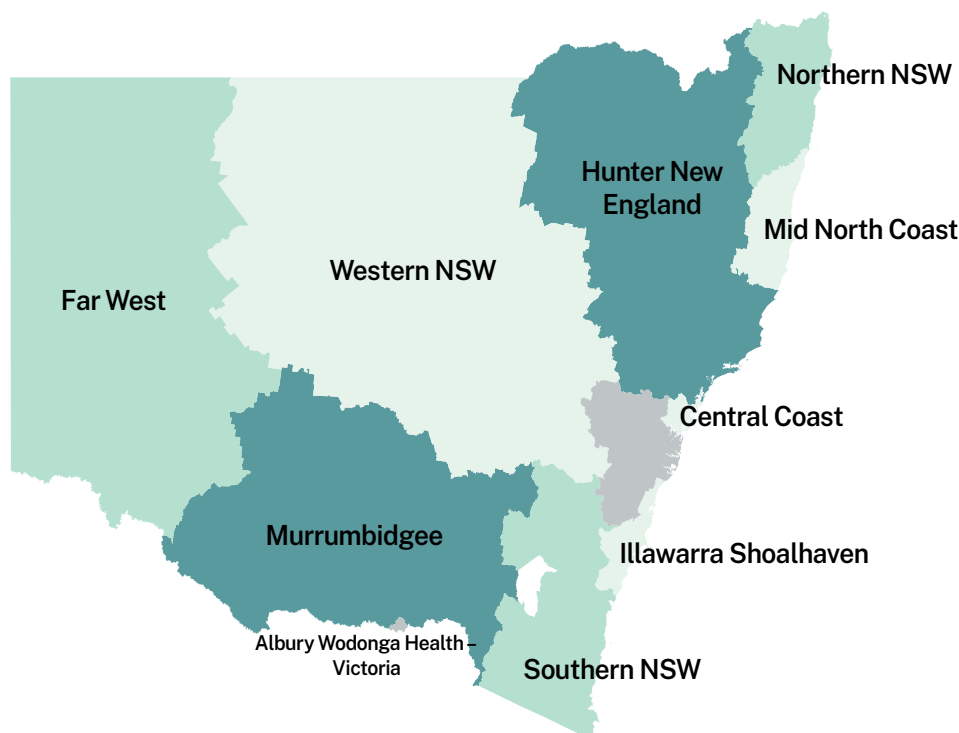 Northern NSW
Hunter New
England
Mid North Coast
Western NSW
Far West
Central Coast
Murrumbidgee
Illawarra Shoalhaven
Albury Wodonga Health –
Victoria
Southern NSW